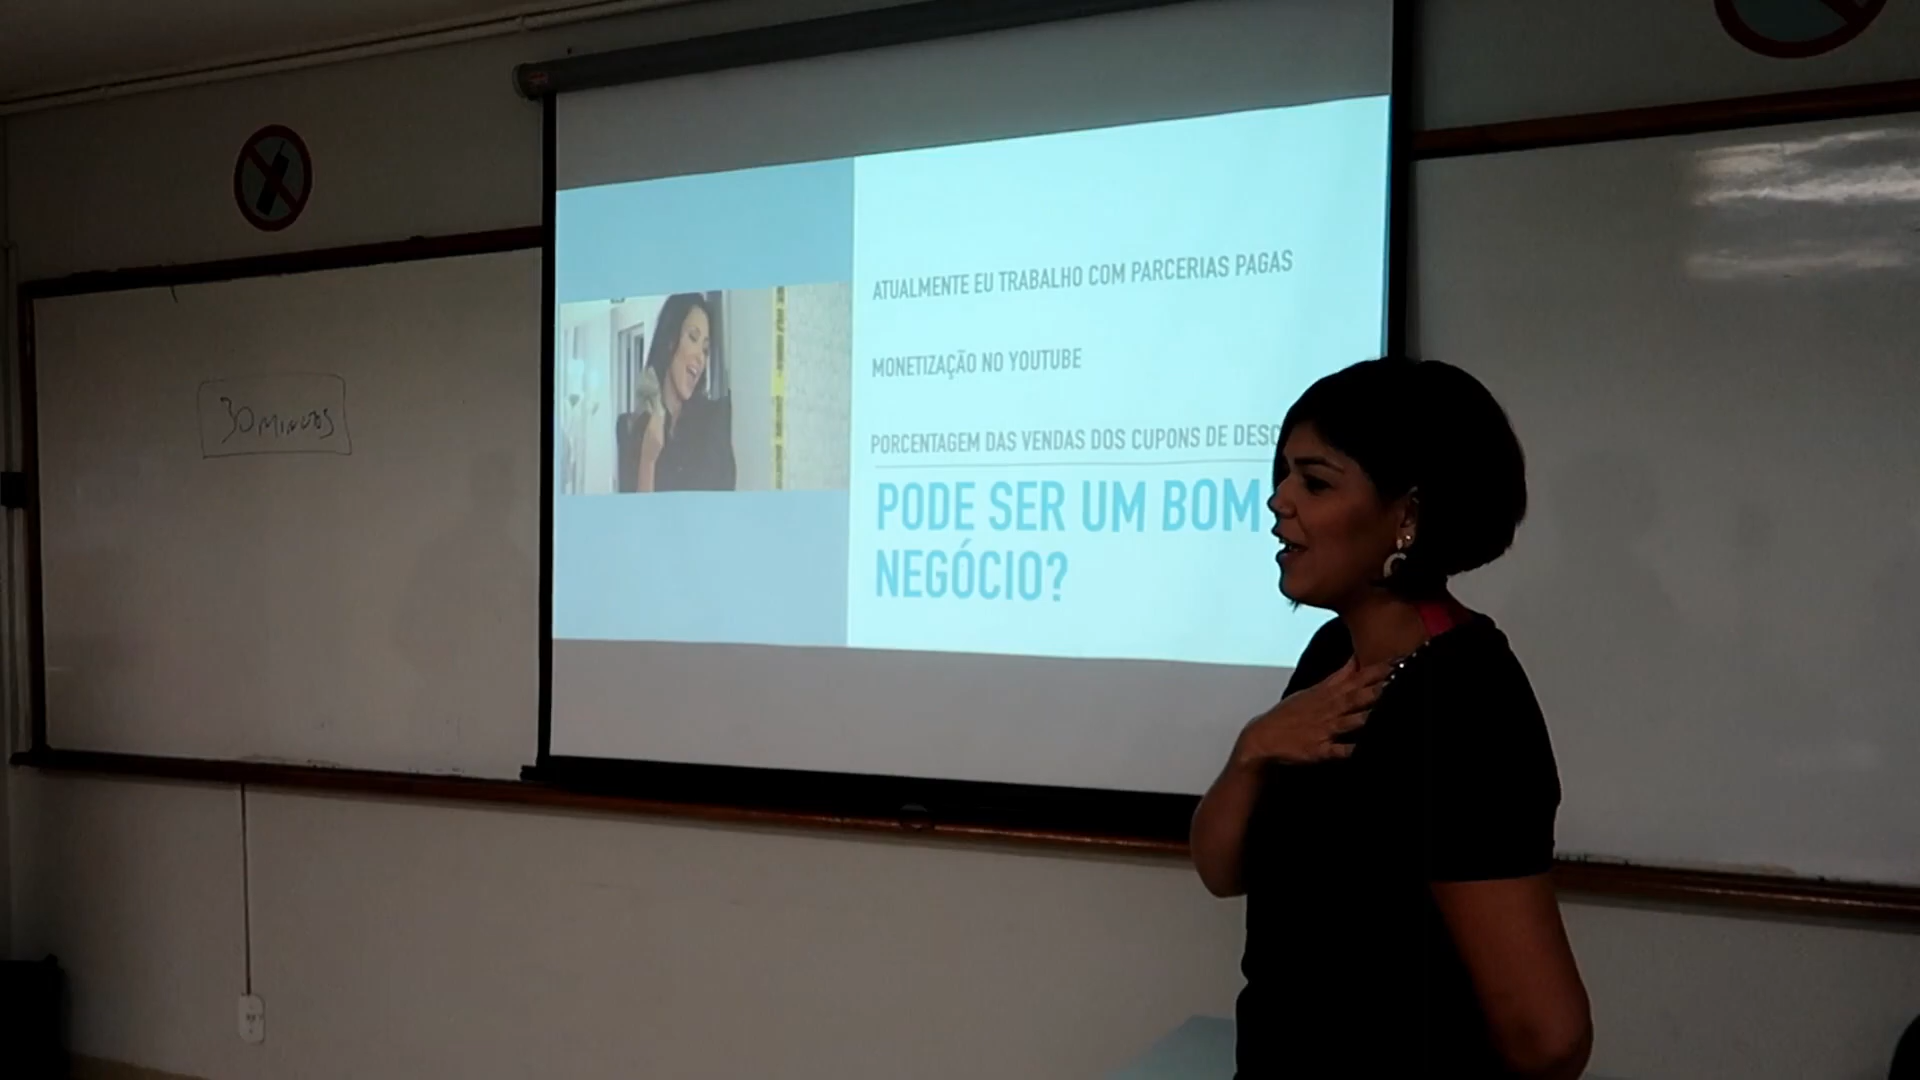 30 MINUTOS
ATUALMENTE EU TRABALHO COM PARCERIAS PAGAS
MONETIZAÇÃO NO YOUTUBE
PORCENTAGEM DAS VENDAS DOS CUPONS DE DESC
PODE SER UM BOM
NEGÓCIO?